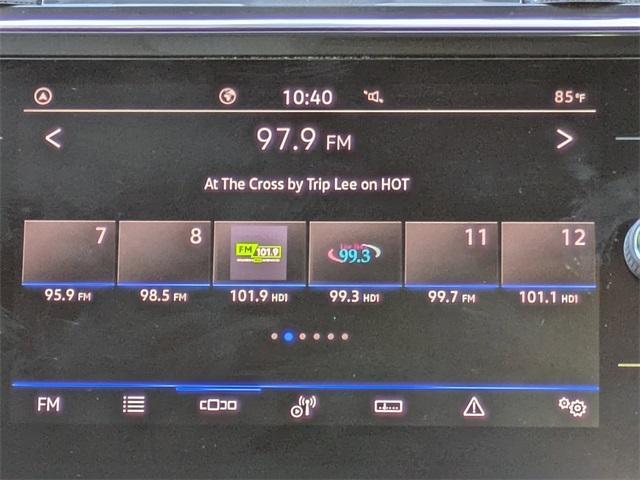 10:40 85°F
97.9 FM
At The Cross by Trip Lee on HOT
7 8 FM 101.9 99.3 11 12
95.9 FM 98.5 FM 101.9 HD1 99.3 HD1 99.7 FM 101.1 HD1
FM